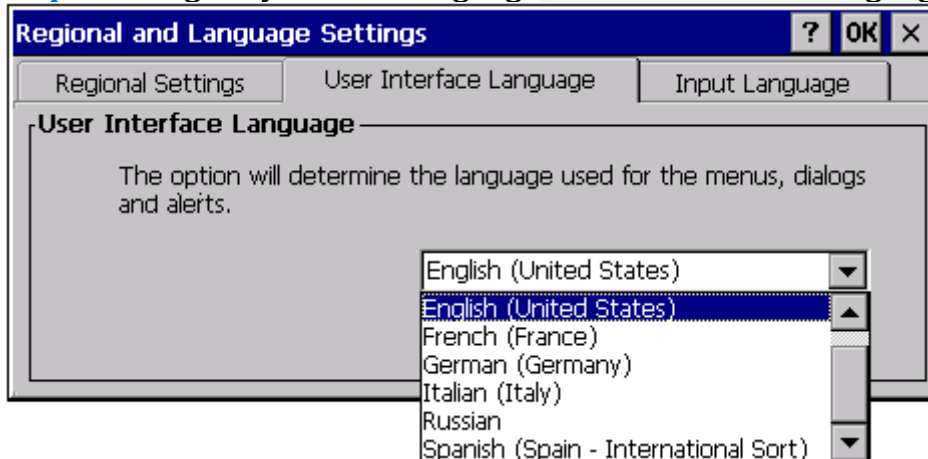 Regional and Language Settings ? OK ×
Regional Settings User Interface Language Input Language
User Interface Language
The option will determine the language used for the menus, dialogs
and alerts.
English (United States)
English (United States)
French (France)
German (Germany)
Italian (Italy)
Russian
Spanish (Spain - International Sort)